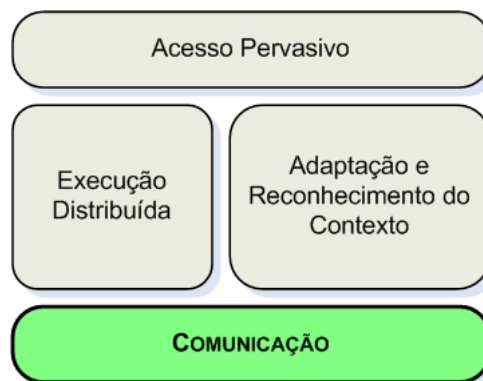 Acesso Pervasivo
Execução
Distribuída
Adaptação e
Reconhecimento do
Contexto
COMUNICAÇÃO